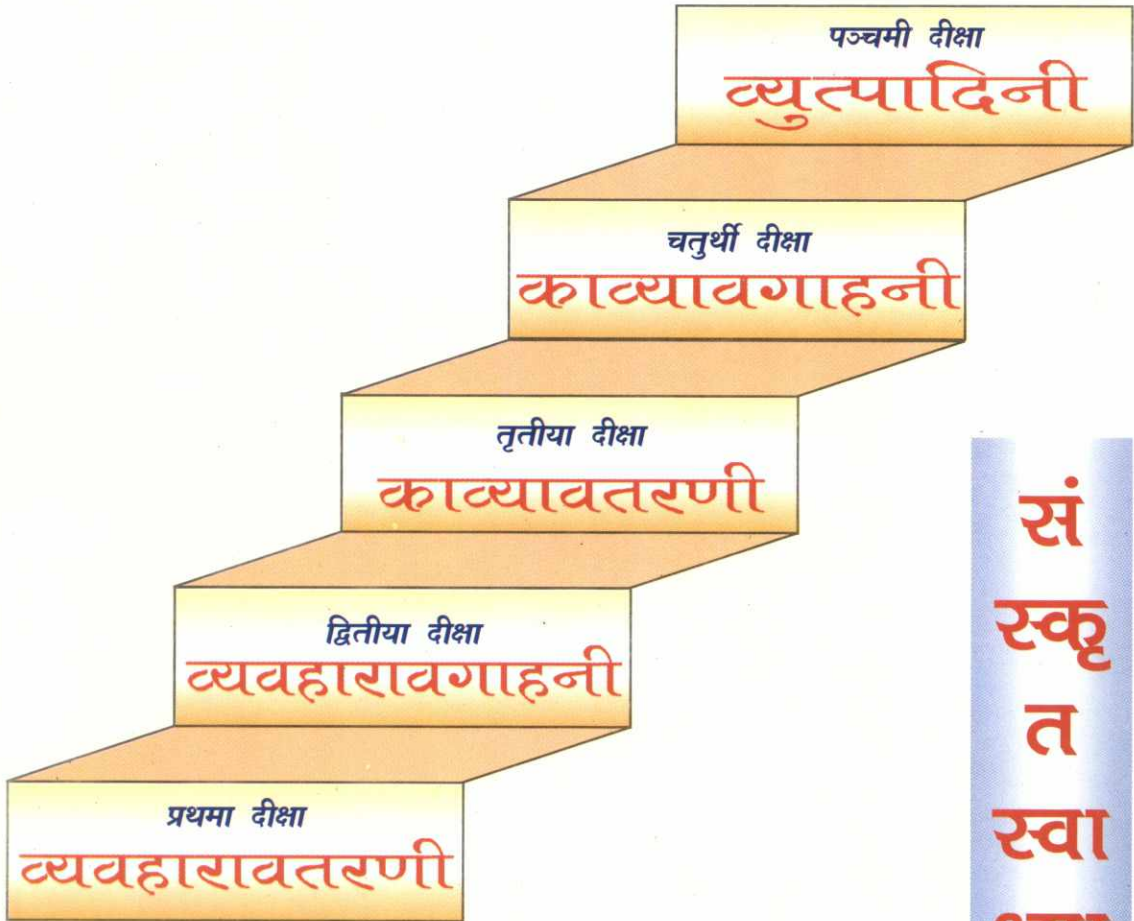 पञ्चमी दीक्षा
व्युत्पादिनी
चतुर्थी दीक्षा
काव्यावगाहनी
तृतीया दीक्षा
काव्यावतरणी
द्वितीया दीक्षा
व्यवहारावगाहनी
प्रथमा दीक्षा
व्यवहारावतरणी
सं
स्कृ
त
स्वा